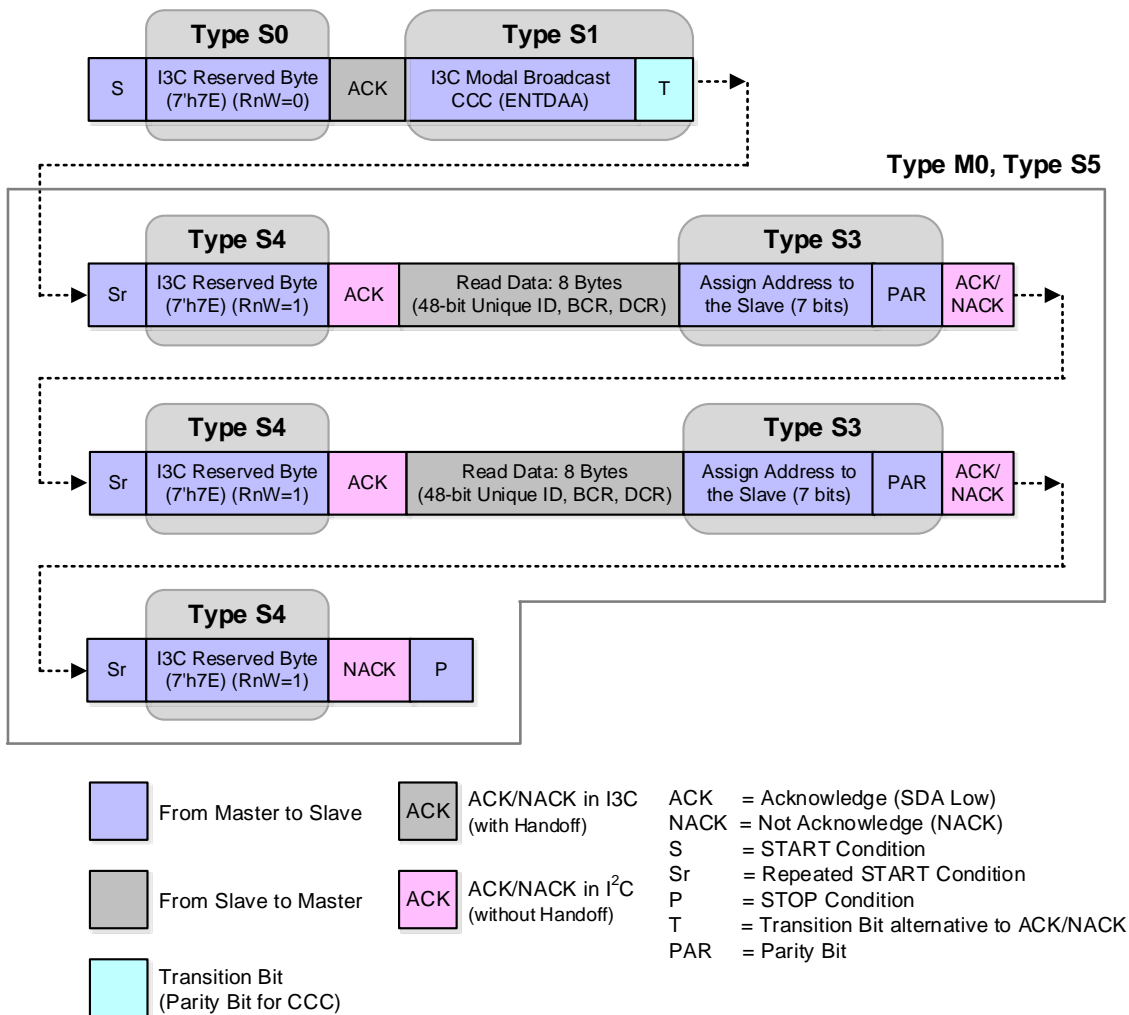 Type S0
Type S1
S
I3C Reserved Byte
(7'h7E) (RnW=0)
ACK
I3C Modal Broadcast
CCC (ENTDAA)
T
Type M0, Type S5
Type S4
Type S3
Sr
I3C Reserved Byte
(7'h7E) (RnW=1)
ACK
Read Data: 8 Bytes
(48-bit Unique ID, BCR, DCR)
Assign Address to
the Slave (7 bits)
PAR
ACK/
NACK
Type S4
Type S3
Sr
I3C Reserved Byte
(7'h7E) (RnW=1)
ACK
Read Data: 8 Bytes
(48-bit Unique ID, BCR, DCR)
Assign Address to
the Slave (7 bits)
PAR
ACK/
NACK
Type S4
Sr
I3C Reserved Byte
(7'h7E) (RnW=1)
NACK
P
From Master to Slave
From Slave to Master
Transition Bit
(Parity Bit for CCC)
ACK
ACK/NACK in I3C
(with Handoff)
ACK
ACK/NACK in I²C
(without Handoff)
ACK = Acknowledge (SDA Low)
NACK = Not Acknowledge (NACK)
S = START Condition
Sr = Repeated START Condition
P = STOP Condition
T = Transition Bit alternative to ACK/NACK
PAR = Parity Bit